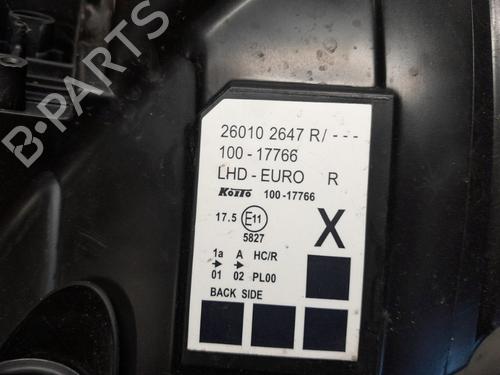 B-PARTS
26010 2647 R/ ---
100 - 17766
LHD - EURO R
KOITO 100-17766
17.5 E11 X
5827
1a A HC/R
01 02 PL00
BACK SIDE